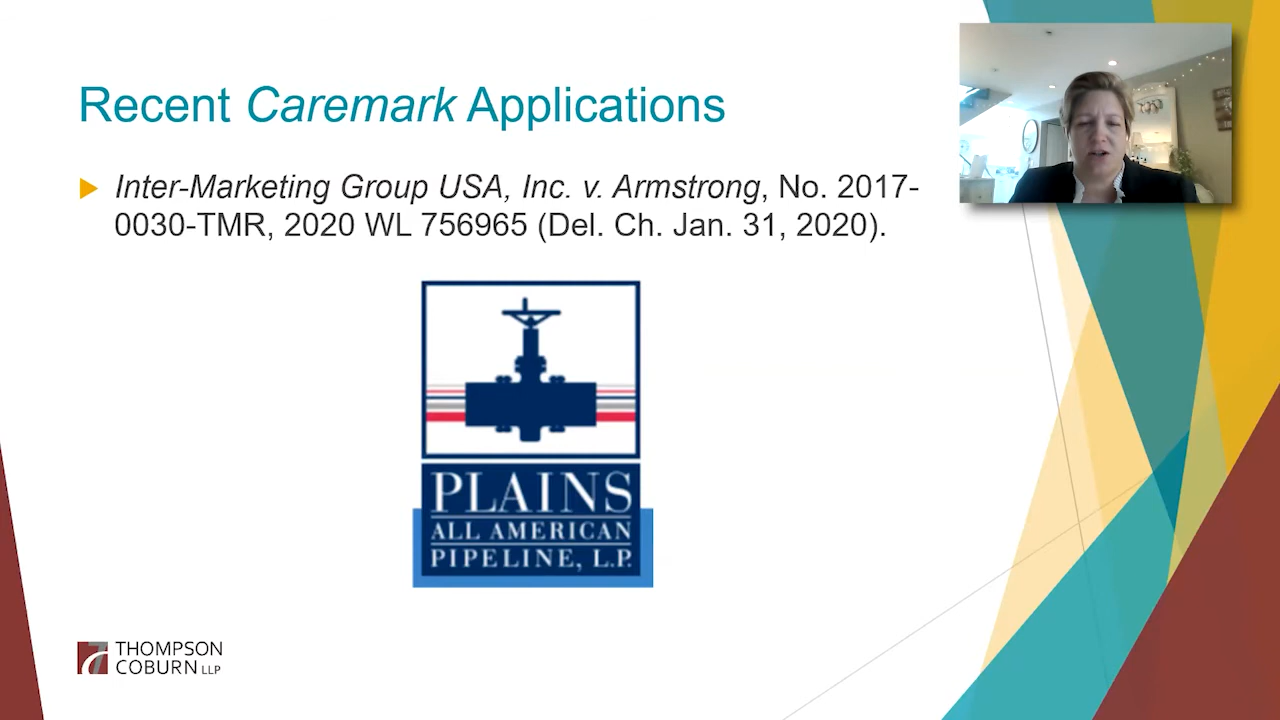 Recent Caremark Applications
Inter-Marketing Group USA, Inc. v. Armstrong, No. 2017-
0030-TMR, 2020 WL 756965 (Del. Ch. Jan. 31, 2020).
PLAINS
ALL AMERICAN
PIPELINE, L.P.
THOMPSON
COBURN LLP